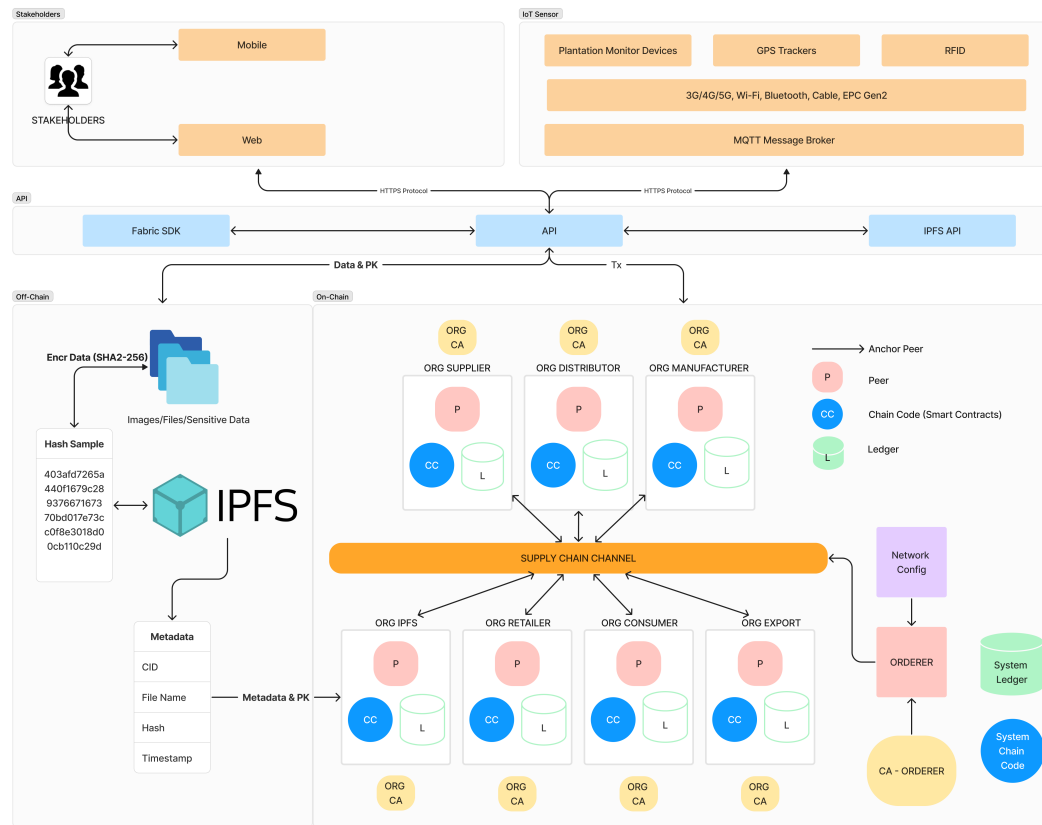 Stakeholders
IoT Sensor
Mobile
STAKEHOLDERS
Web
Plantation Monitor Devices
GPS Trackers
RFID
3G/4G/5G, Wi-Fi, Bluetooth, Cable, EPC Gen2
MQTT Message Broker
HTTPS Protocol
HTTPS Protocol
API
Fabric SDK
API
IPFS API
Data & PK
Tx
Off-Chain
On-Chain
Encr Data (SHA2-256)
Images/Files/Sensitive Data
Hash Sample
403afd7265a
440f1679c28
9376671673
70bd017e73c
c0f8e3018d0
0cb110c29d
IPFS
Metadata
CID
File Name
Hash
Timestamp
Metadata & PK
ORG
CA
ORG
CA
ORG
CA
ORG SUPPLIER
ORG DISTRIBUTOR
ORG MANUFACTURER
P
P
P
CC
L
CC
L
CC
L
Anchor Peer
P
Peer
CC
Chain Code (Smart Contracts)
L
Ledger
SUPPLY CHAIN CHANNEL
Network
Config
ORDERER
System
Ledger
CA - ORDERER
System
Chain
Code
ORG IPFS
ORG RETAILER
ORG CONSUMER
ORG EXPORT
P
P
P
P
CC
L
CC
L
CC
L
CC
L
ORG
CA
ORG
CA
ORG
CA
ORG
CA